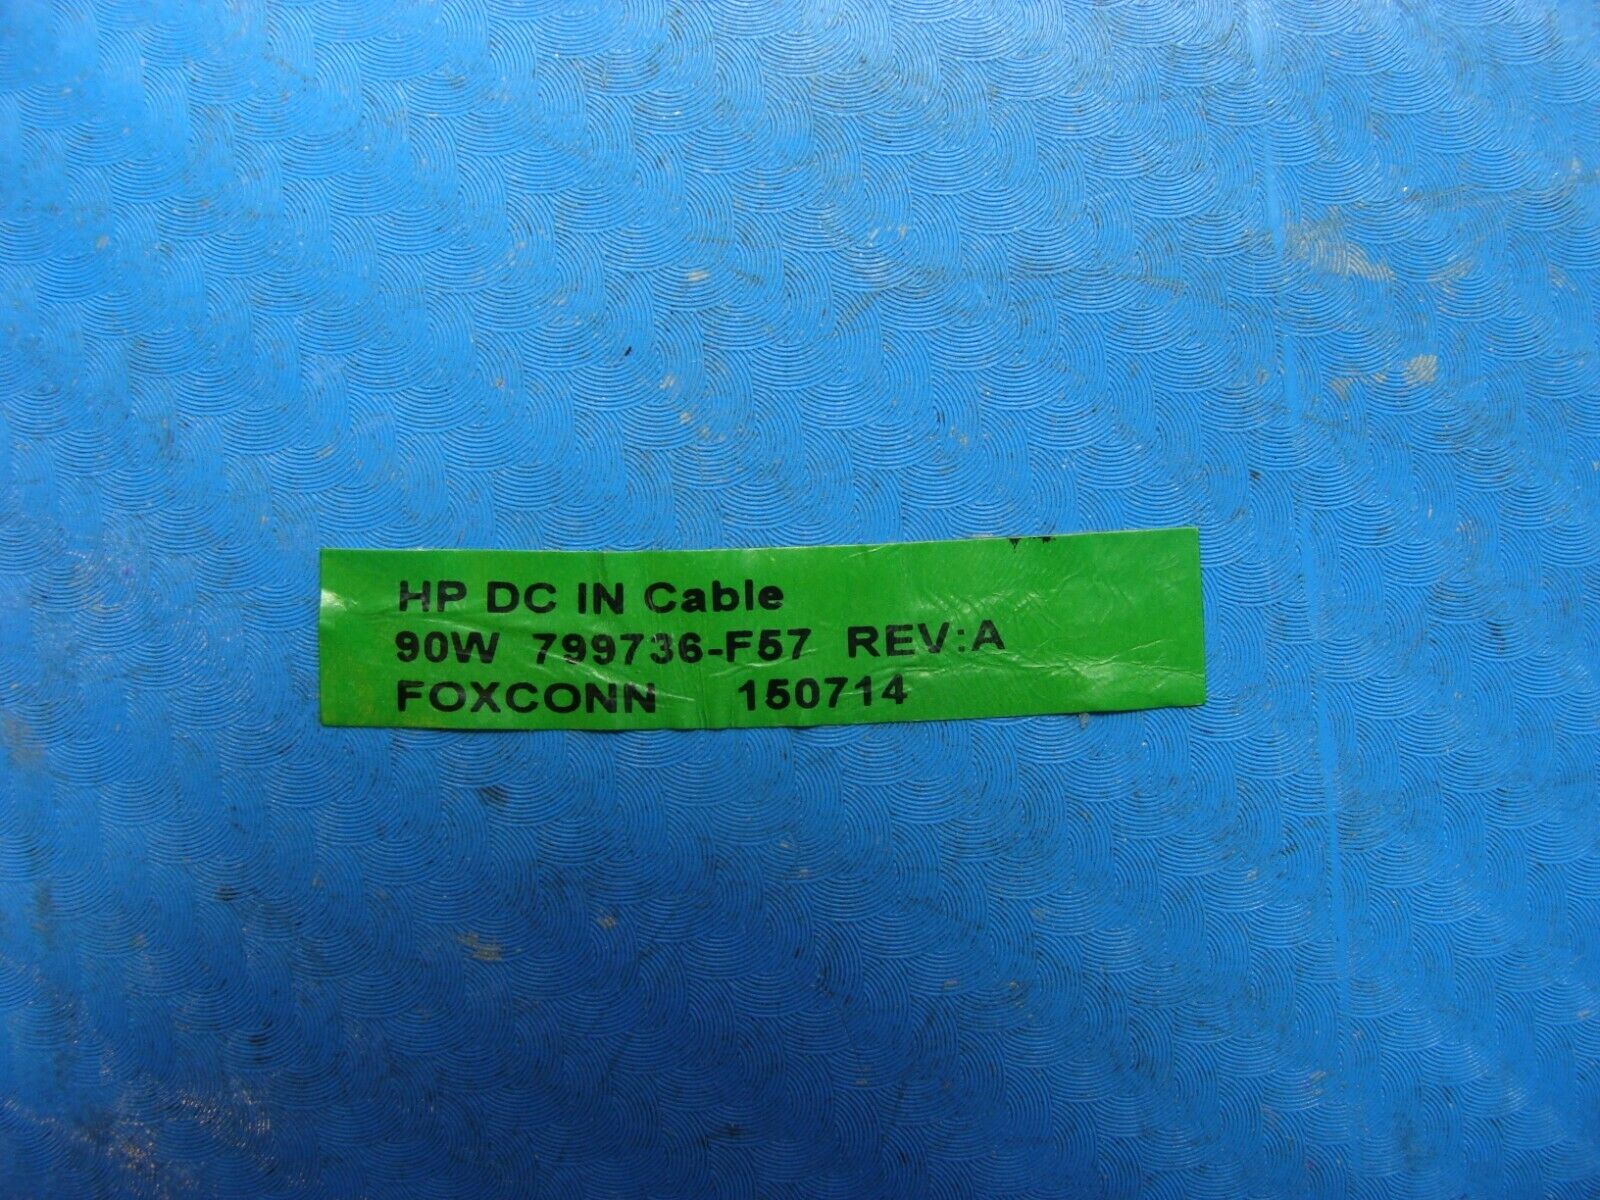 HP DC IN Cable
90W 799736-F57 REV:A
FOXCONN 150714